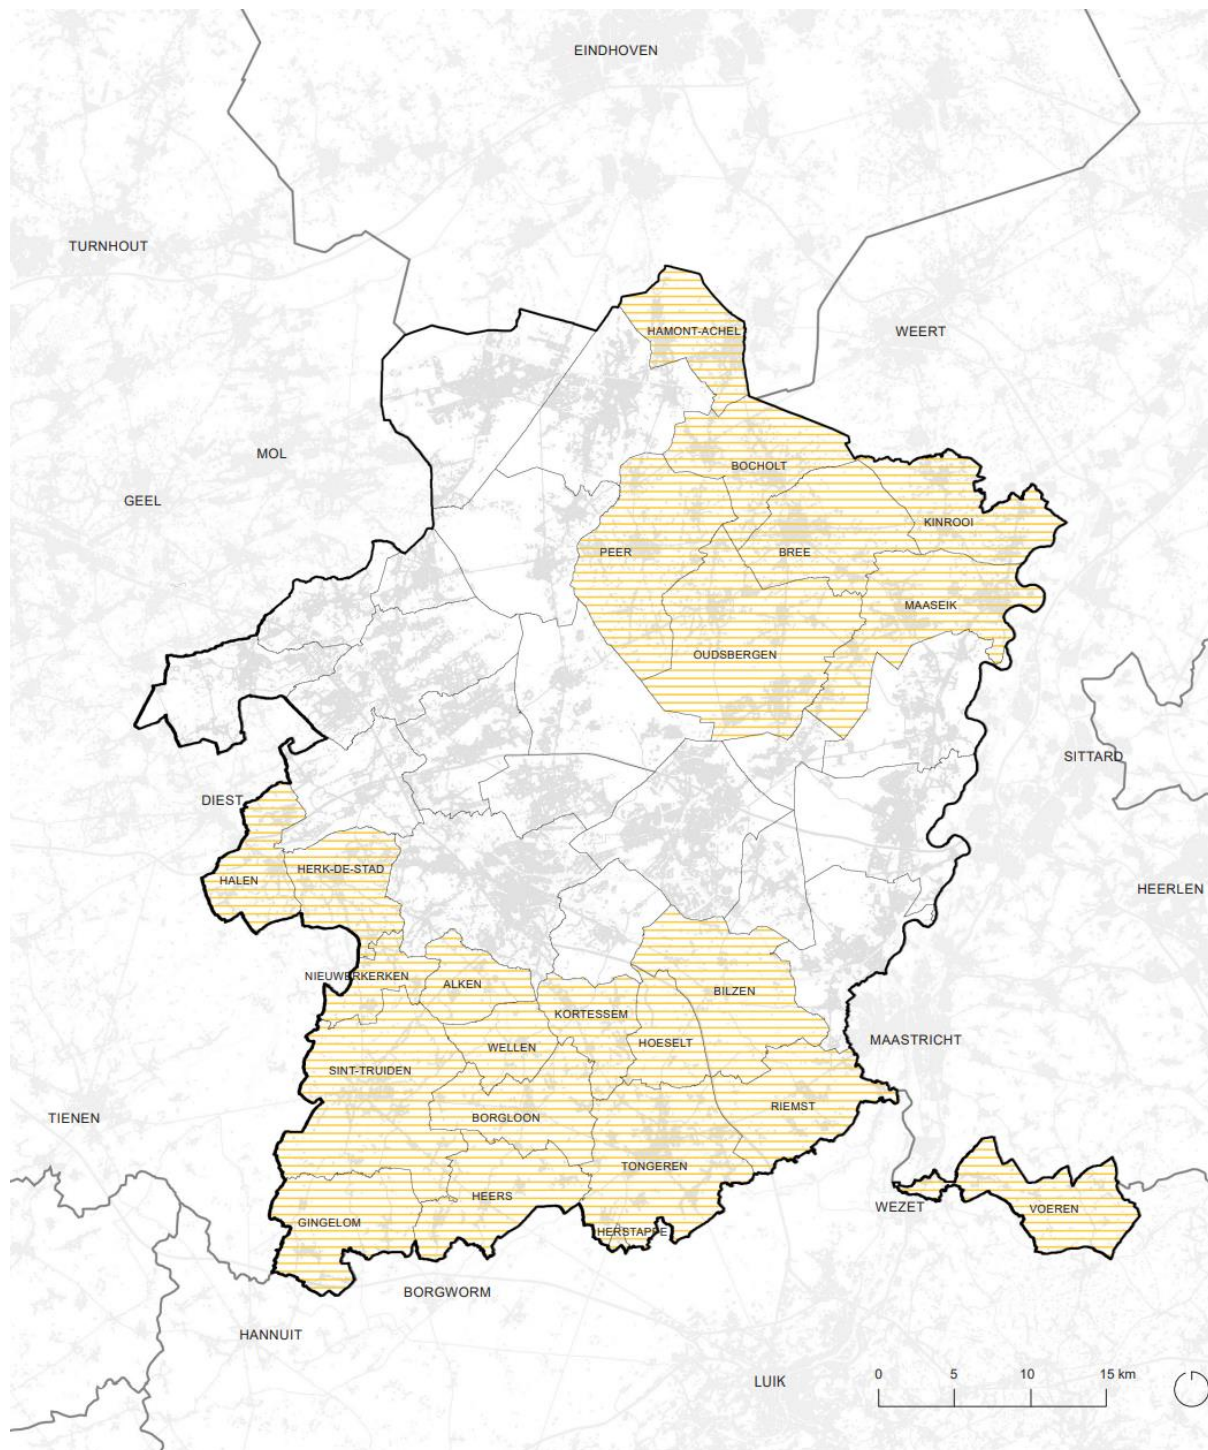 EINDHOVEN
TURNHOUT
HAMONT-ACHEL
WEERT
MOL
BOCHOLT
GEEL
KINROOI
PEER
BREE
MAASEIK
OUDSBERGEN
SITTARD
DIEST
HERK-DE-STAD
HALEN
HEERLEN
NIEUWERKERKEN
ALKEN
BILZEN
KORTESSEM
MAASTRICHT
HOESELT
WELLEN
SINT-TRUIDEN
RIEMST
TIENEN
BORGLOON
TONGEREN
HEERS
WEZET
VOEREN
GINGELOM
HERSTAPPE
BORGWORM
HANNUIT
LUIK
0 5 10 15 km